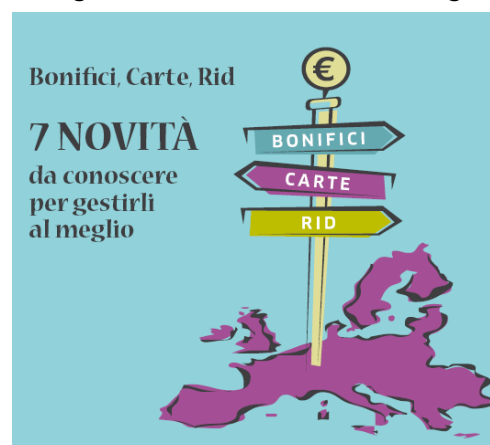 Bonifici, Carte, Rid
7 NOVITÀ
da conoscere
per gestirli
al meglio
€
BONIFICI
CARTE
RID